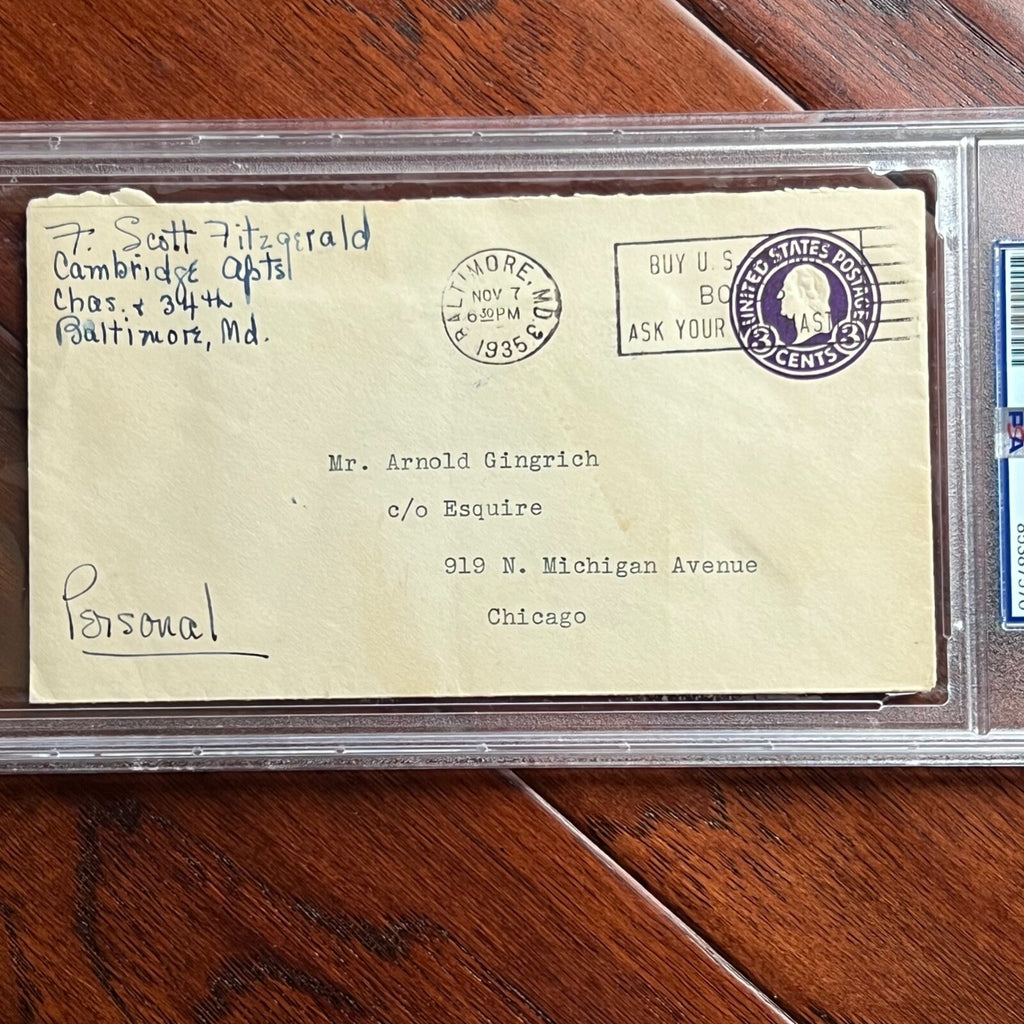 F. Scott Fitzgerald
Cambridge Apts
Chas. & 34th
Baltimore, Md.
BALTIMORE, MD. 3
NOV 7
6 30 PM
1935
BUY U. S.
BO
ASK YOUR MAST
UNITED STATES POSTAGE
3 3
CENTS
Mr. Arnold Gingrich
c/o Esquire
919 N. Michigan Avenue
Chicago
Personal
PSA